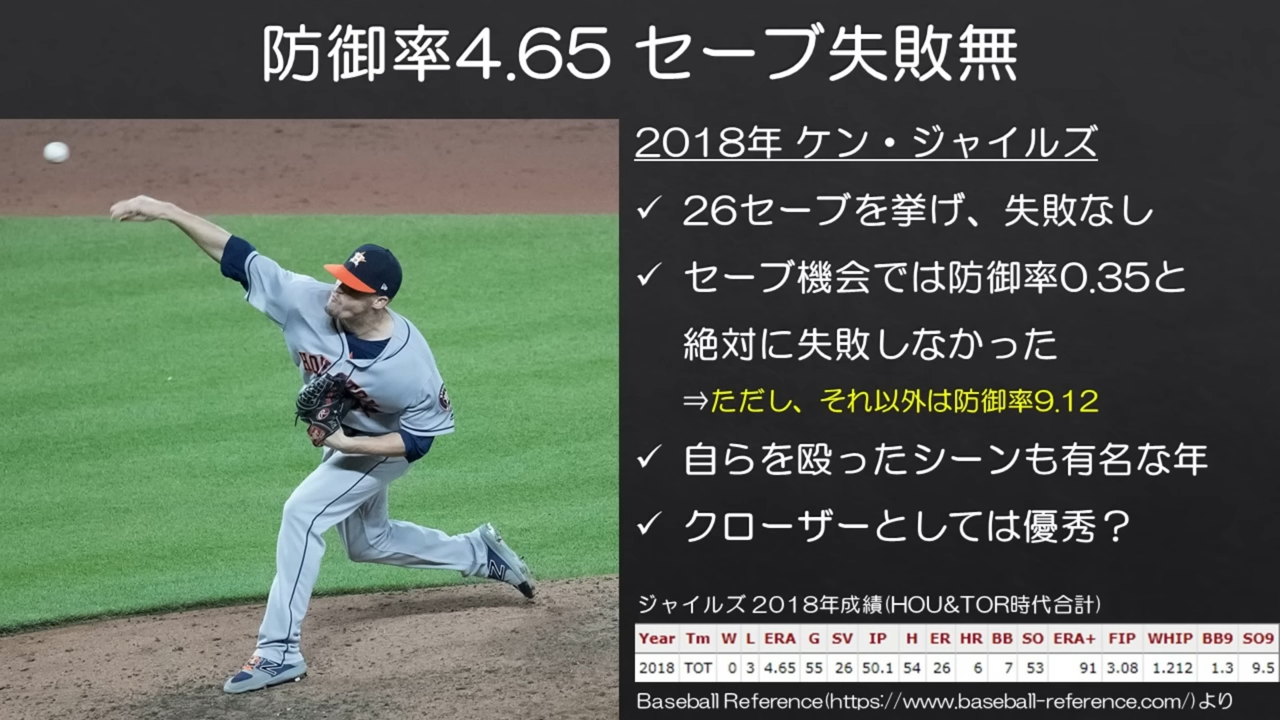 防御率4.65 セーブ失敗無
2018年 ケン・ジャイルズ
✓ 26セーブを挙げ、失敗なし
✓ セーブ機会では防御率0.35と
絶対に失敗しなかった
⇒ただし、それ以外は防御率9.12
✓ 自らを殴ったシーンも有名な年
✓ クローザーとしては優秀？
ジャイルズ 2018年成績(HOU&TOR時代合計)
Year Tm W L ERA G SV IP H ER HR BB SO ERA+ FIP WHIP BB9 SO9
2018 TOT 0 3 4.65 55 26 50.1 54 26 6 7 53 91 3.08 1.212 1.3 9.5
Baseball Reference(https://www.baseball-reference.com/)より